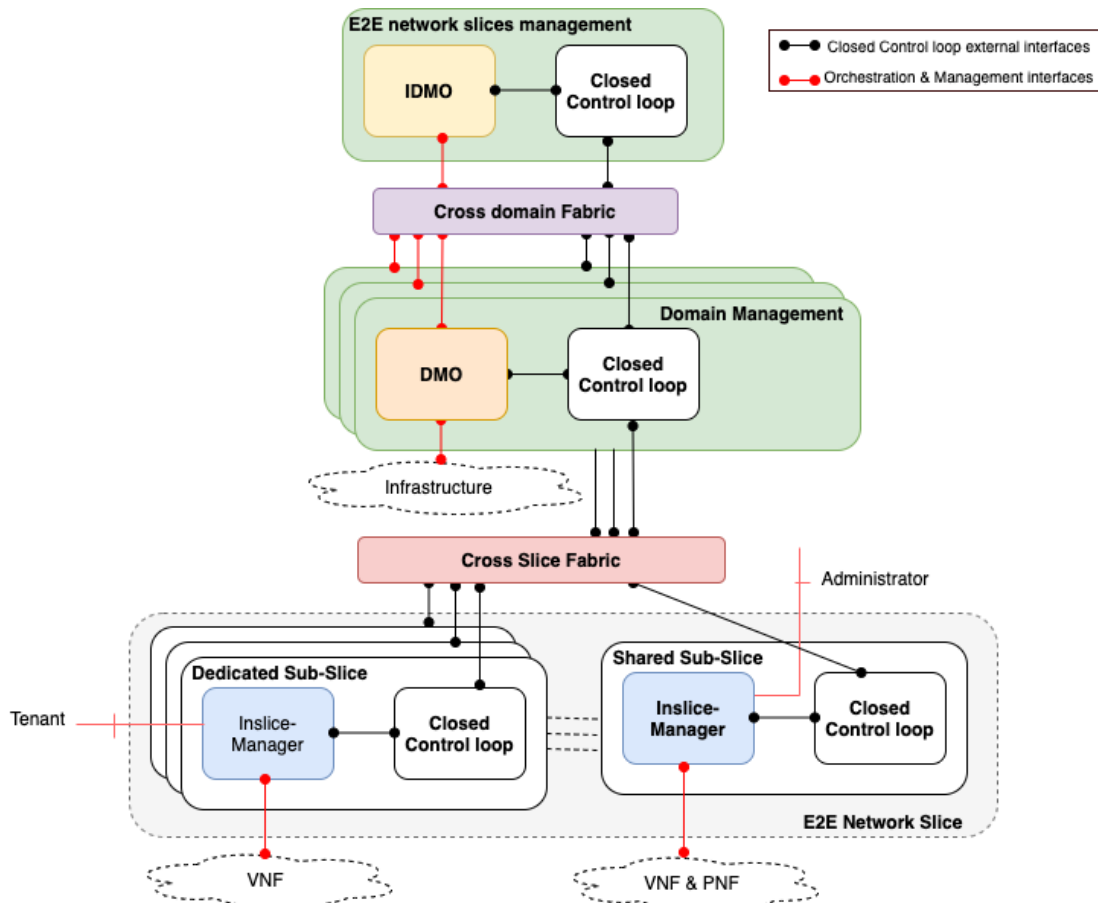 E2E network slices management
Closed Control loop external interfaces
Orchestration & Management interfaces
IDMO
Closed
Control loop
Cross domain Fabric
Domain Management
DMO
Closed
Control loop
Infrastructure
Cross Slice Fabric
Administrator
Dedicated Sub-Slice
Shared Sub-Slice
Tenant
Inslice-
Manager
Closed
Control loop
Inslice-
Manager
Closed
Control loop
E2E Network Slice
VNF
VNF & PNF